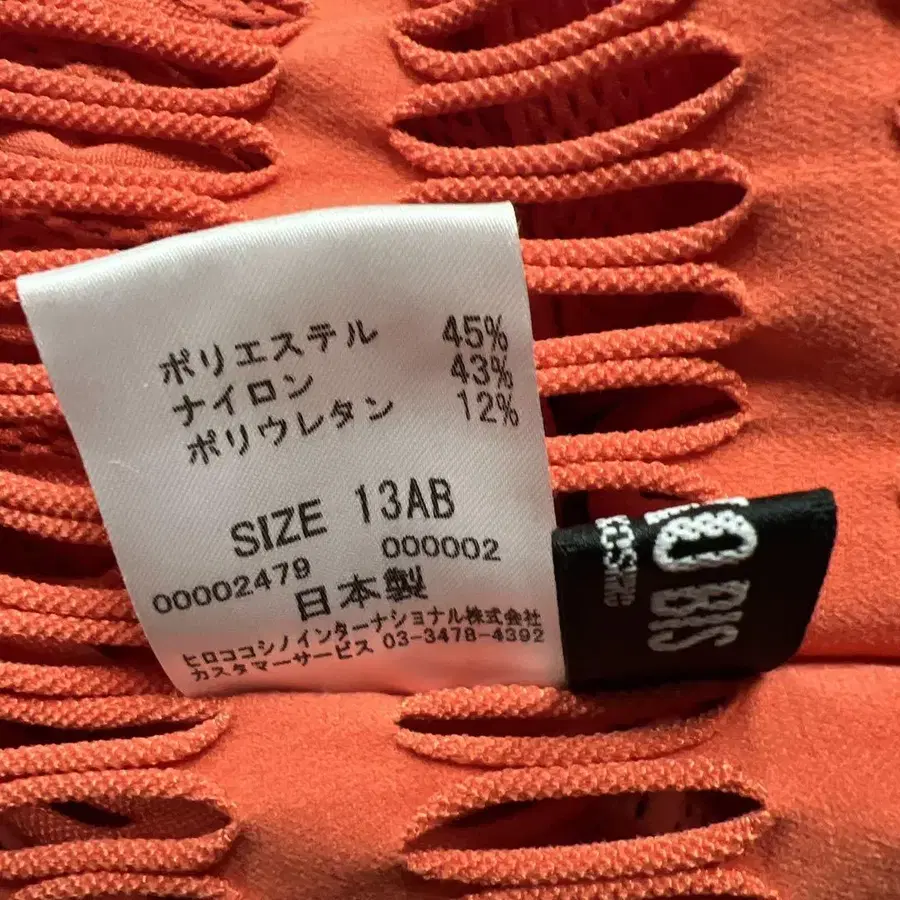 ポリエステル 45%
ナイロン 43%
ポリウレタン 12%
SIZE 13AB
00002479 000002
日本製
ヒロココシノインターナショナル株式会社
カスタマーサービス 03-3478-4392
BIS